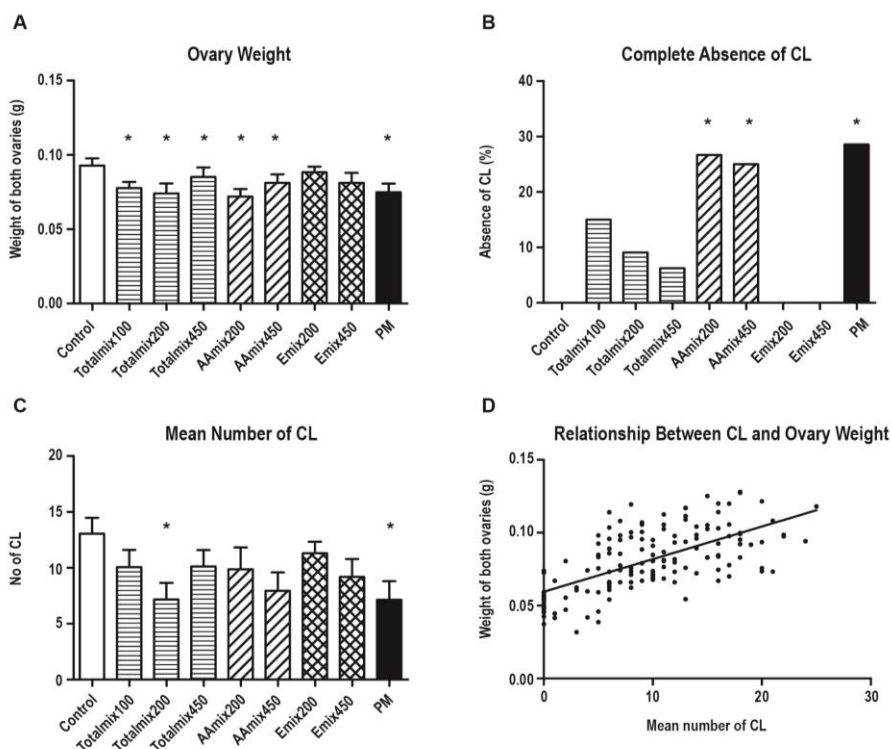 A
Ovary Weight
Weight of both ovaries (g)
0.15
0.10
0.05
0.00
* * * * * *
Control
Totalmix100
Totalmix200
Totalmix450
AAmix200
AAmix450
Emix200
Emix450
PM
B
Complete Absence of CL
Absence of CL (%)
40
30
20
10
0
* * *
Control
Totalmix100
Totalmix200
Totalmix450
AAmix200
AAmix450
Emix200
Emix450
PM
C
Mean Number of CL
No of CL
20
15
10
5
0
* *
Control
Totalmix100
Totalmix200
Totalmix450
AAmix200
AAmix450
Emix200
Emix450
PM
D
Relationship Between CL and Ovary Weight
Weight of both ovaries (g)
0.15
0.10
0.05
0.00
0 10 20 30
Mean number of CL